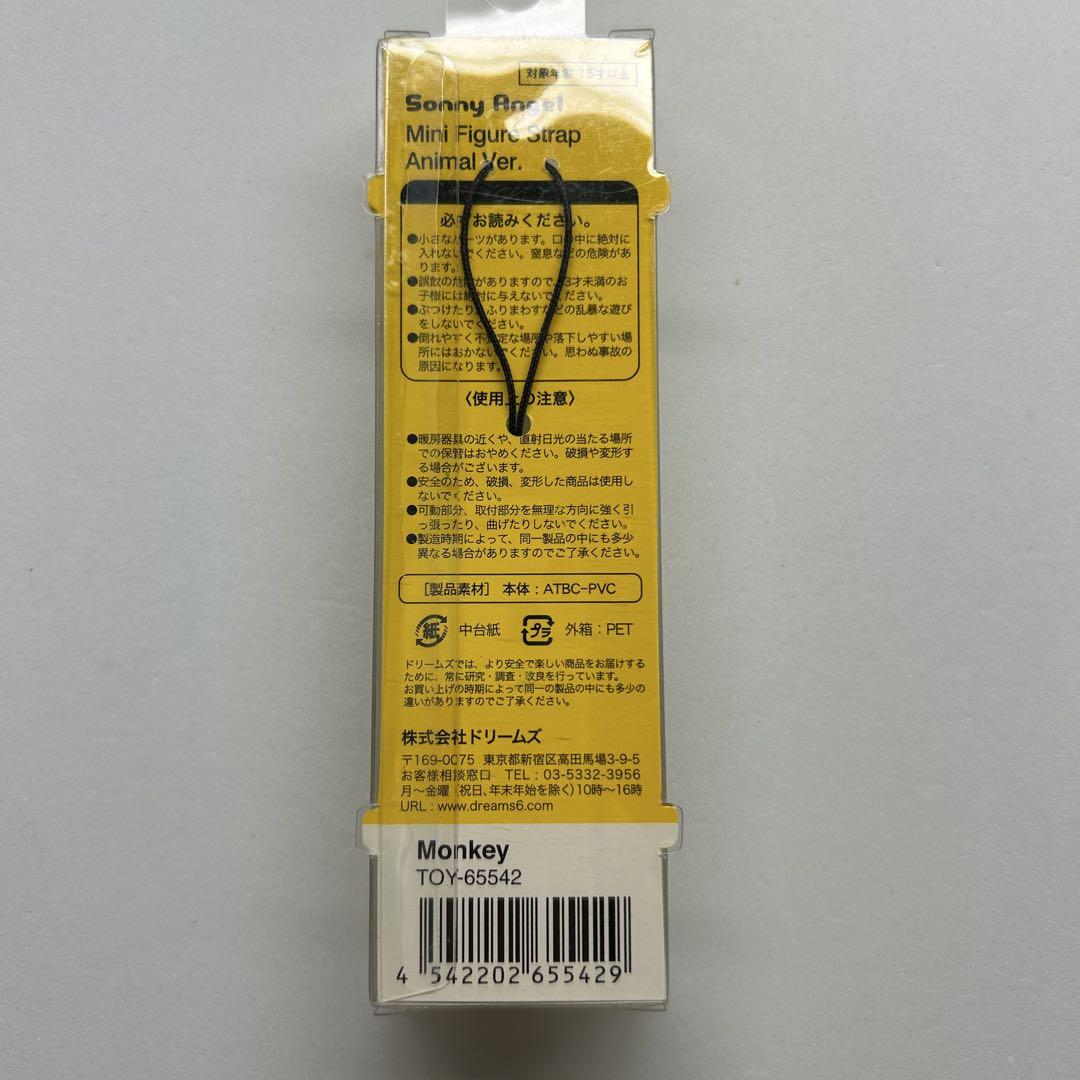 対象年齢 15才以上
Sonny Angel
Mini Figure Strap
Animal Ver.
必ずお読みください。
●小さなパーツがあります。口の中に絶対に
入れないでください。窒息などの危険があ
ります。
●誤飲の危険がありますので、3才未満のお
子様には絶対に与えないでください。
●ぶつけたり、ふりまわすなどの乱暴な遊び
をしないでください。
●倒れやすく不安定な場所や落下しやすい場
所にはおかないでください。思わぬ事故の
原因になります。
〈使用上の注意〉
●暖房器具の近くや、直射日光の当たる場所
での保管はおやめください。破損や変形す
る場合がございます。
●安全のため、破損、変形した商品は使用し
ないでください。
●可動部分、取付部分を無理な方向に強く引
っ張ったり、曲げたりしないでください。
●製造時期によって、同一製品の中にも多少
異なる場合がありますのでご了承ください。
[製品素材] 本体：ATBC-PVC
紙 中台紙 プラ 外箱：PET
ドリームズでは、より安全で楽しい商品をお届けする
ために、常に研究・調査・改良を行っています。
お買い上げの時期によって同一の製品の中にも多少の
違いがありますのでご了承ください。
株式会社ドリームズ
〒169-0075 東京都新宿区高田馬場3-9-5
お客様相談窓口 TEL：03-5332-3956
月～金曜（祝日、年末年始を除く）10時～16時
URL：www.dreams6.com
Monkey
TOY-65542
4 542202 655429